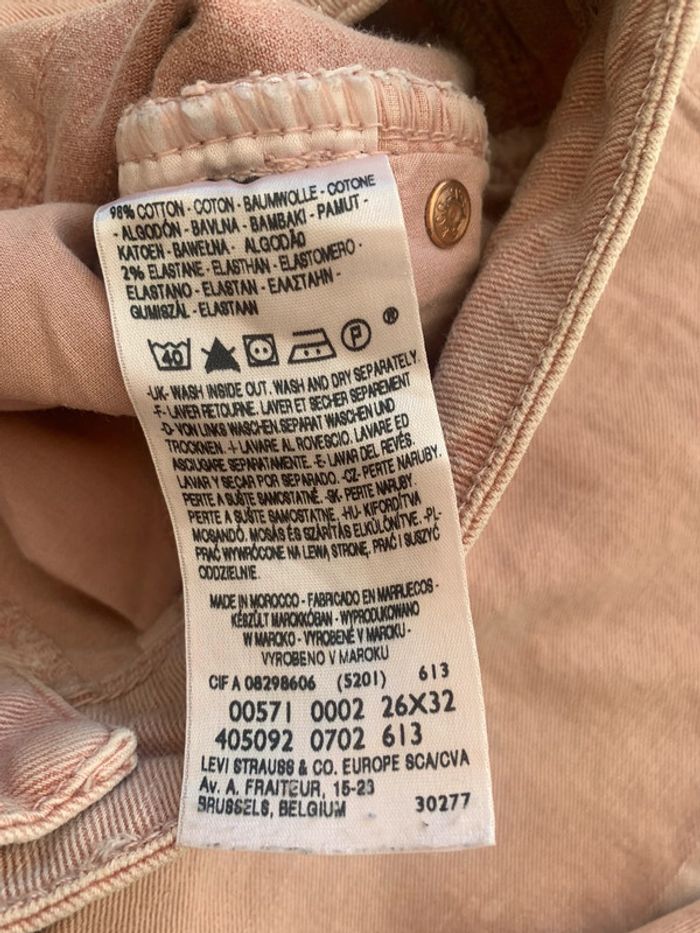 98% COTTON - COTON - BAUMWOLLE - COTONE
- ALGODÓN - BAVLNA - BAMBAKI - PAMUT -
KATOEN - BAWEŁNA - ALGODÃO
2% ELASTANE - ELASTHAN - ELASTOMERO -
ELASTANO - ELASTAN - ΕΛΑΣΤΑΗΝ -
GUMISZÁL - ELASTAAN
40 P ®
-UK- WASH INSIDE OUT. WASH AND DRY SEPARATELY.
-F- LAVER RETOURNE. LAVER ET SECHER SEPAREMENT
-D- VON LINKS WASCHEN. SEPARAT WASCHEN UND
TROCKNEN. -I- LAVARE AL ROVESCIO. LAVARE ED
ASCIUGARE SEPARATAMENTE. -E- LAVAR DEL REVÉS.
LAVAR Y SECAR POR SEPARADO. -CZ- PERTE NARUBY.
PERTE A SUŠTE SAMOSTATNĚ. -SK- PERTE NARUBY.
PERTE A SUŠTE SAMOSTATNE. -HU- KIFORDÍTVA
MOSANDÓ. MOSÁS ÉS SZÁRÍTÁS ELKÜLÖNÍTVE. -PL-
PRAĆ WYWRÓCONE NA LEWĄ STRONĘ, PRAĆ I SUSZYĆ
ODDZIELNIE.
MADE IN MOROCCO - FABRICADO EN MARRUECOS -
KÉSZÜLT MAROKKÓBAN - WYPRODUKOWANO
W MAROKO - VYROBENÉ V MAROKU -
VYROBENO V MAROKU
CIF A 08298606 (5201) 613
00571 0002 26X32
405092 0702 613
LEVI STRAUSS & CO. EUROPE SCA/CVA
Av. A. FRAITEUR, 15-23
BRUSSELS, BELGIUM 30277